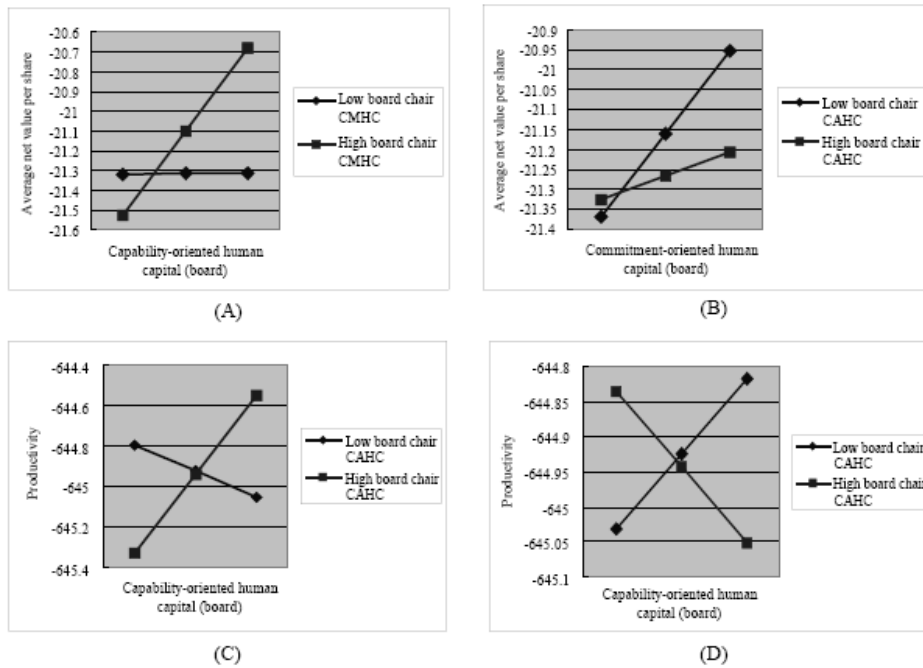 -20.6
-20.7
-20.8
-20.9
-21
-21.1
-21.2
-21.3
-21.4
-21.5
-21.6
Average net value per share
Capability-oriented human
capital (board)
Low board chair
CMHC
High board chair
CMHC
(A)
-20.9
-20.95
-21
-21.05
-21.1
-21.15
-21.2
-21.25
-21.3
-21.35
-21.4
Average net value per share
Commitment-oriented human
capital (board)
Low board chair
CAHC
High board chair
CAHC
(B)
-644.4
-644.6
-644.8
-645
-645.2
-645.4
Productivity
Capability-oriented human
capital (board)
Low board chair
CAHC
High board chair
CAHC
(C)
-644.8
-644.85
-644.9
-644.95
-645
-645.05
-645.1
Productivity
Capability-oriented human
capital (board)
Low board chair
CAHC
High board chair
CAHC
(D)